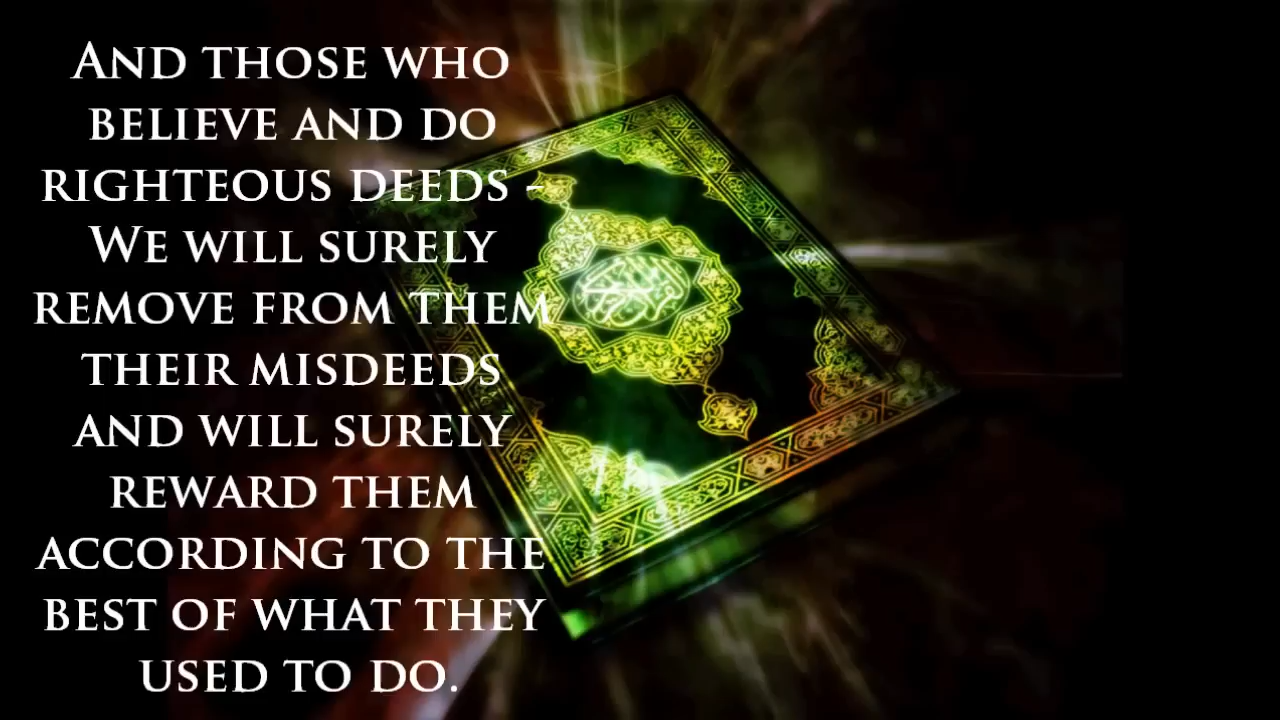 And those who
believe and do
righteous deeds -
We will surely
remove from them
their misdeeds
and will surely
reward them
according to the
best of what they
used to do.